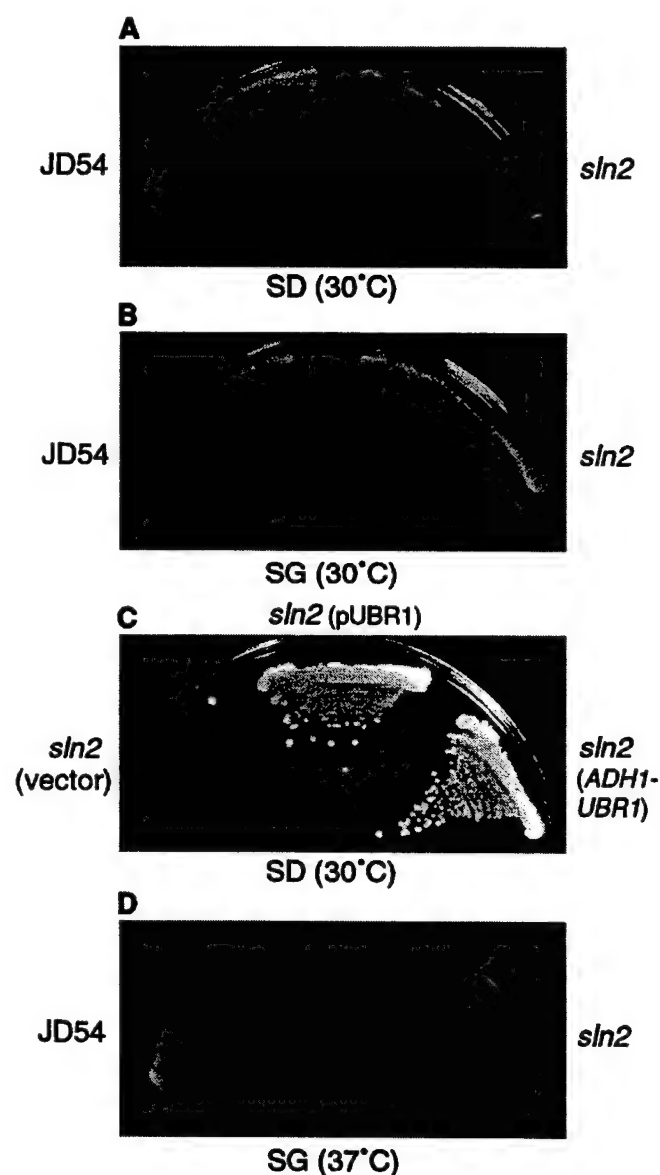 A
JD54
sln2
SD (30°C)
B
JD54
sln2
SG (30°C)
C
sln2 (pUBR1)
sln2
(vector)
sln2
(ADH1-
UBR1)
SD (30°C)
D
JD54
sln2
SG (37°C)